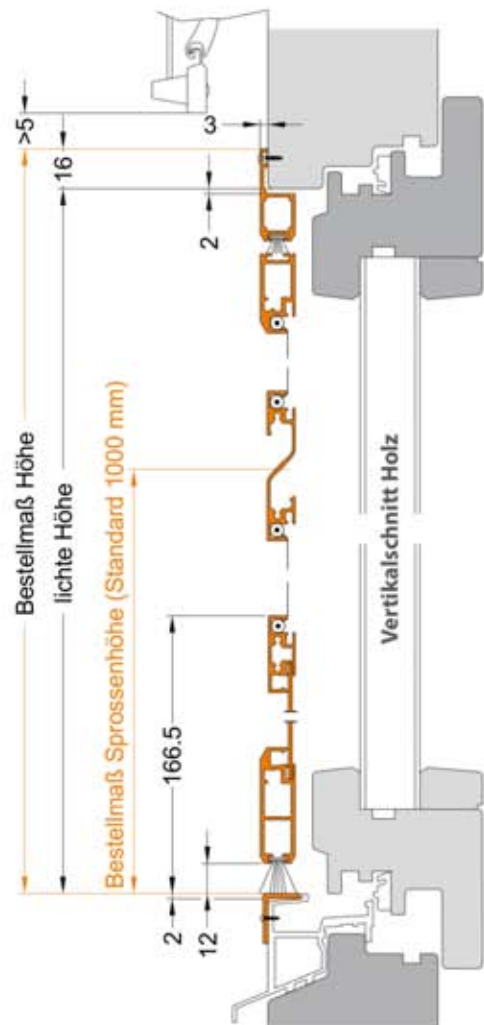 >5
16
3
2
Bestellmaß Höhe
lichte Höhe
Bestellmaß Sprossenhöhe (Standard 1000 mm)
Vertikalschnitt Holz
166.5
2
12